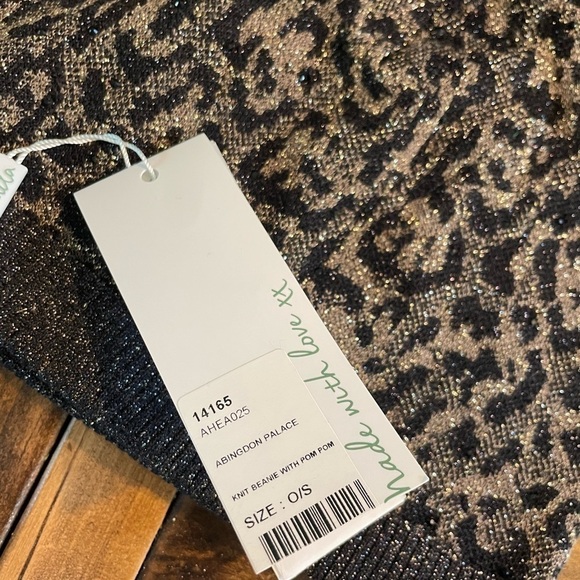 made with love xx
14165
AHEA025
ABINGDON PALACE
KNIT BEANIE WITH POM POM
SIZE : O/S